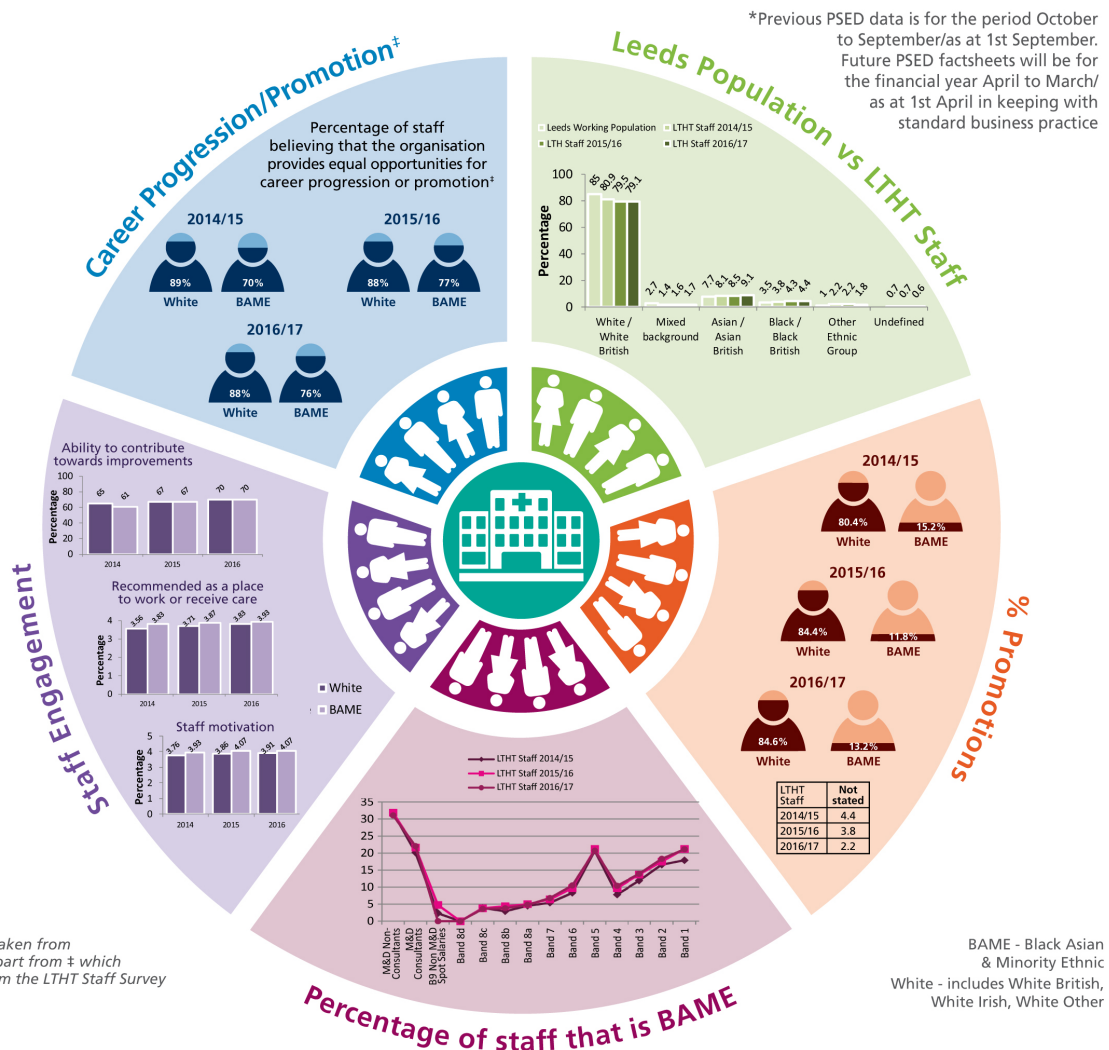 *Previous PSED data is for the period October
to September/as at 1st September.
Future PSED factsheets will be for
the financial year April to March/
as at 1st April in keeping with
standard business practice
Career Progression/Promotion‡
Percentage of staff
believing that the organisation
provides equal opportunities for
career progression or promotion‡
2014/15
89%
70%
White
BAME
2015/16
88%
77%
White
BAME
2016/17
88%
76%
White
BAME
Leeds Population vs LTHT Staff
Leeds Working Population
LTHT Staff 2014/15
LTH Staff 2015/16
LTH Staff 2016/17
Percentage
100
80
60
40
20
0
85 80.9 79.5 79.1
2.7 1.4 1.6 1.7
7.7 8.1 8.5 9.1
3.5 3.8 4.3 4.4
1 2.2 2.2 1.8
0.7 0.7 0.6
White /
White
British
Mixed
background
Asian /
Asian
British
Black /
Black
British
Other
Ethnic
Group
Undefined
% Promotions
2014/15
80.4%
15.2%
White
BAME
2015/16
84.4%
11.8%
White
BAME
2016/17
84.6%
13.2%
White
BAME
LTHT
Staff
Not
stated
2014/15 4.4
2015/16 3.8
2016/17 2.2
Staff Engagement
Ability to contribute
towards improvements
Percentage
100
80
60
40
20
0
65 61 67 67 70 70
2014 2015 2016
Recommended as a place
to work or receive care
Percentage
4
3
2
1
0
3.56 3.83 3.71 3.87 3.83 3.93
2014 2015 2016
White
BAME
Staff motivation
Percentage
5
4
3
2
1
0
3.76 3.93 3.86 4.07 3.91 4.07
2014 2015 2016
LTHT Staff 2014/15
LTHT Staff 2015/16
LTHT Staff 2016/17
35
30
25
20
15
10
5
0
M&D Non-
Consultants
M&D
Consultants
B9 Non M&D
Spot Salaries
Band 8d
Band 8c
Band 8b
Band 8a
Band 7
Band 6
Band 5
Band 4
Band 3
Band 2
Band 1
Percentage of staff that is BAME
taken from
part from ‡ which
m the LTHT Staff Survey
BAME - Black Asian
& Minority Ethnic
White - includes White British,
White Irish, White Other